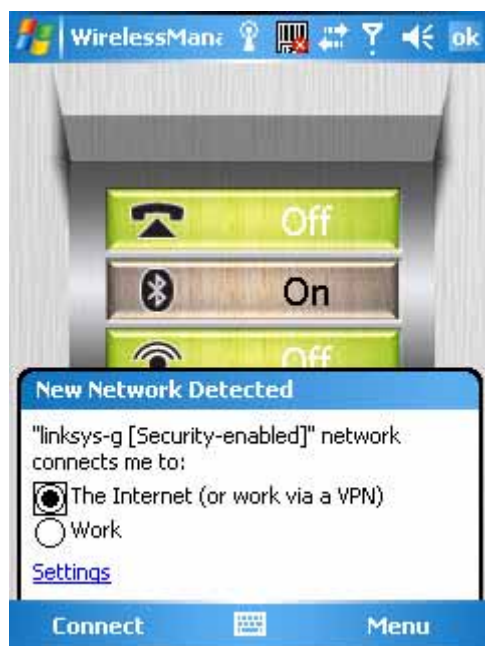 WirelessMana
ok
Off
On
Off
New Network Detected
"linksys-g [Security-enabled]" network
connects me to:
The Internet (or work via a VPN)
Work
Settings
Connect
Menu